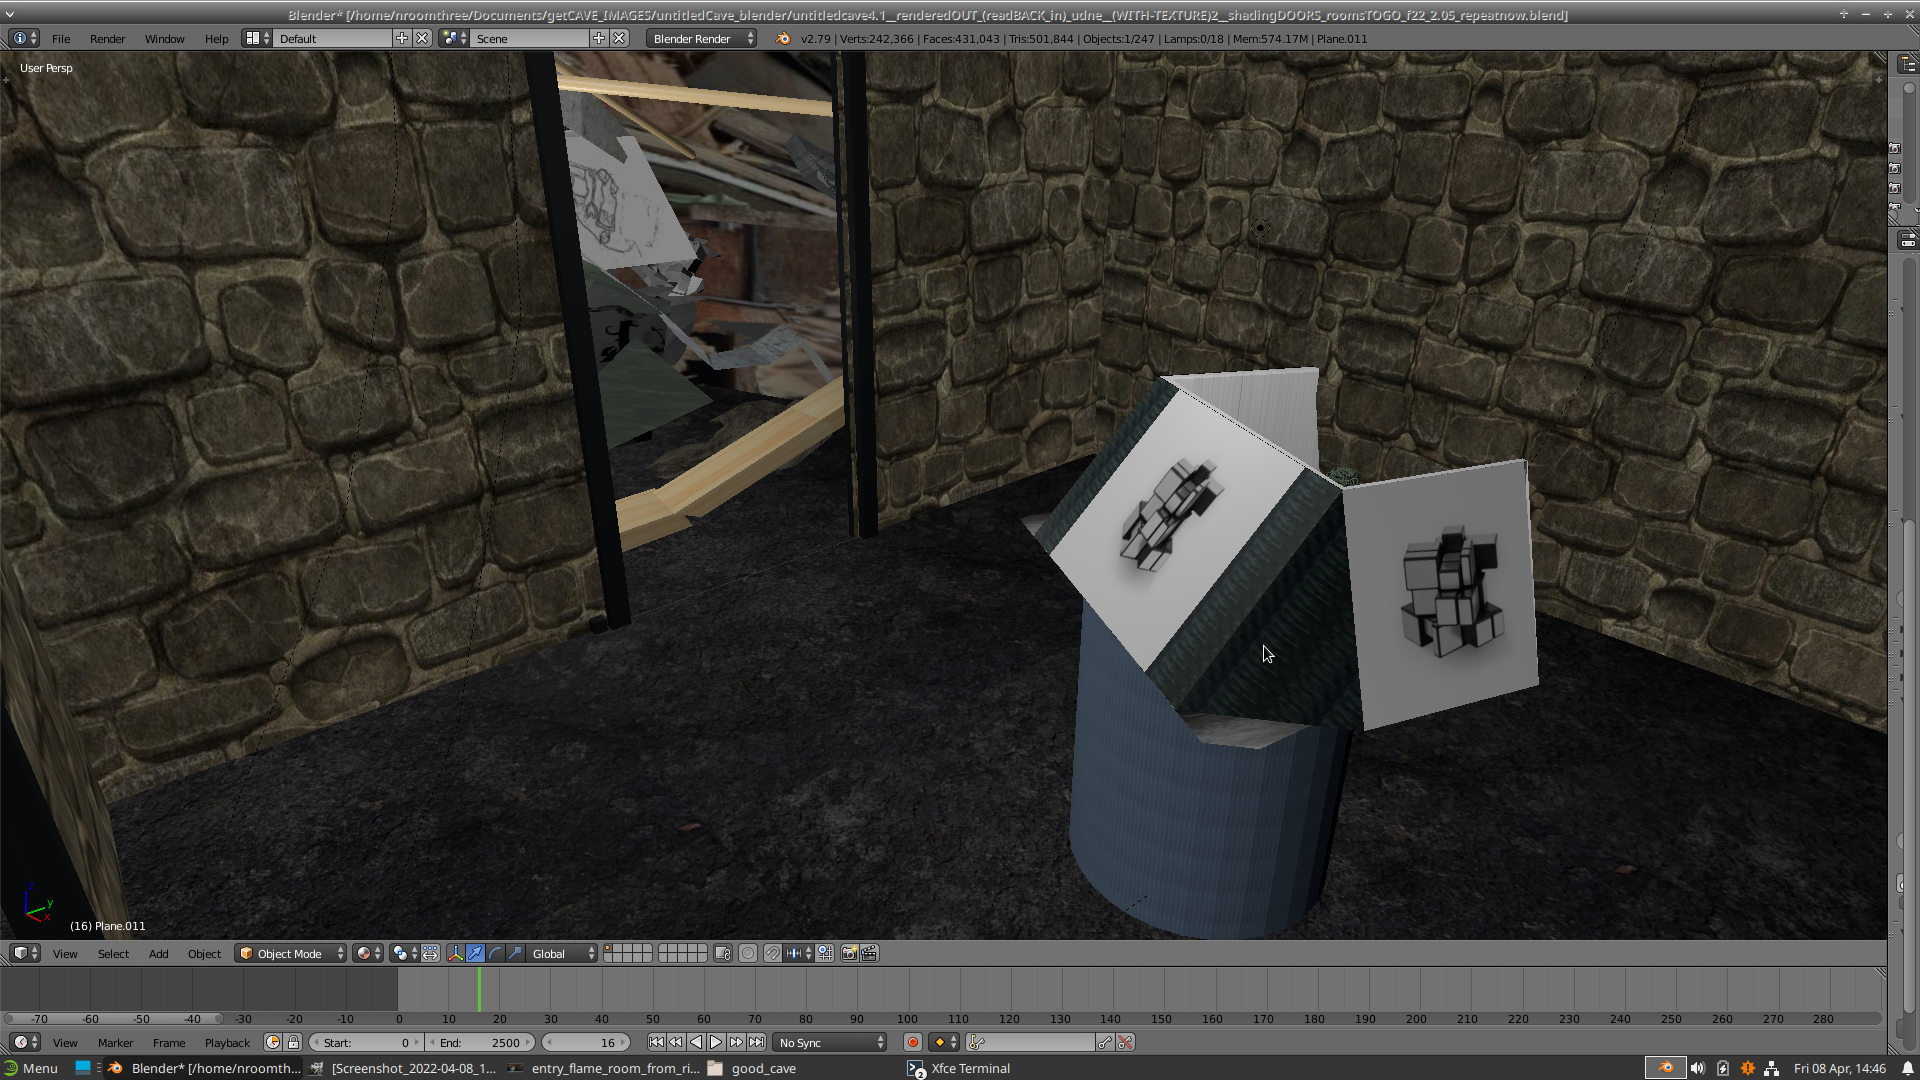 Blender* [/home/nroomthree/Documents/getCAVE_IMAGES/untitledCave_blender/untitledcave4.1__renderedOUT_(readBACK_in)_udne__(WITH-TEXTURE)2__shadingDOORS_roomsTOGO_f22_2.05_repeatnow.blend]
File Render Window Help Default Scene Blender Render v2.79 | Verts:242,366 | Faces:431,043 | Tris:501,844 | Objects:1/247 | Lamps:0/18 | Mem:574.17M | Plane.011
User Persp
z
y
x
(16) Plane.011
View Select Add Object Object Mode Global
-70 -60 -50 -40 -30 -20 -10 0 10 20 30 40 50 60 70 80 90 100 110 120 130 140 150 160 170 180 190 200 210 220 230 240 250 260 270 280
View Marker Frame Playback Start: 0 End: 2500 16 No Sync
Menu Blender* [/home/nroomth... [Screenshot_2022-04-08_1... entry_flame_room_from_ri... good_cave 2 Xfce Terminal Fri 08 Apr, 14:46